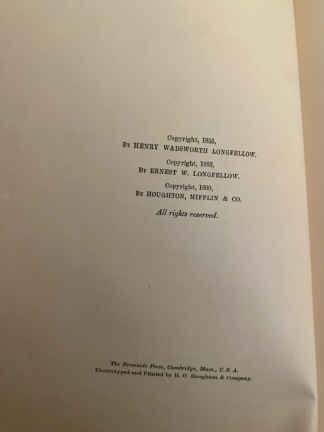 Copyright, 1855,
BY HENRY WADSWORTH LONGFELLOW.
Copyright, 1883,
BY ERNEST W. LONGFELLOW.
Copyright, 1890,
BY HOUGHTON, MIFFLIN & CO.
All rights reserved.
The Riverside Press, Cambridge, Mass., U. S. A.
Electrotyped and Printed by H. O. Houghton & Company.